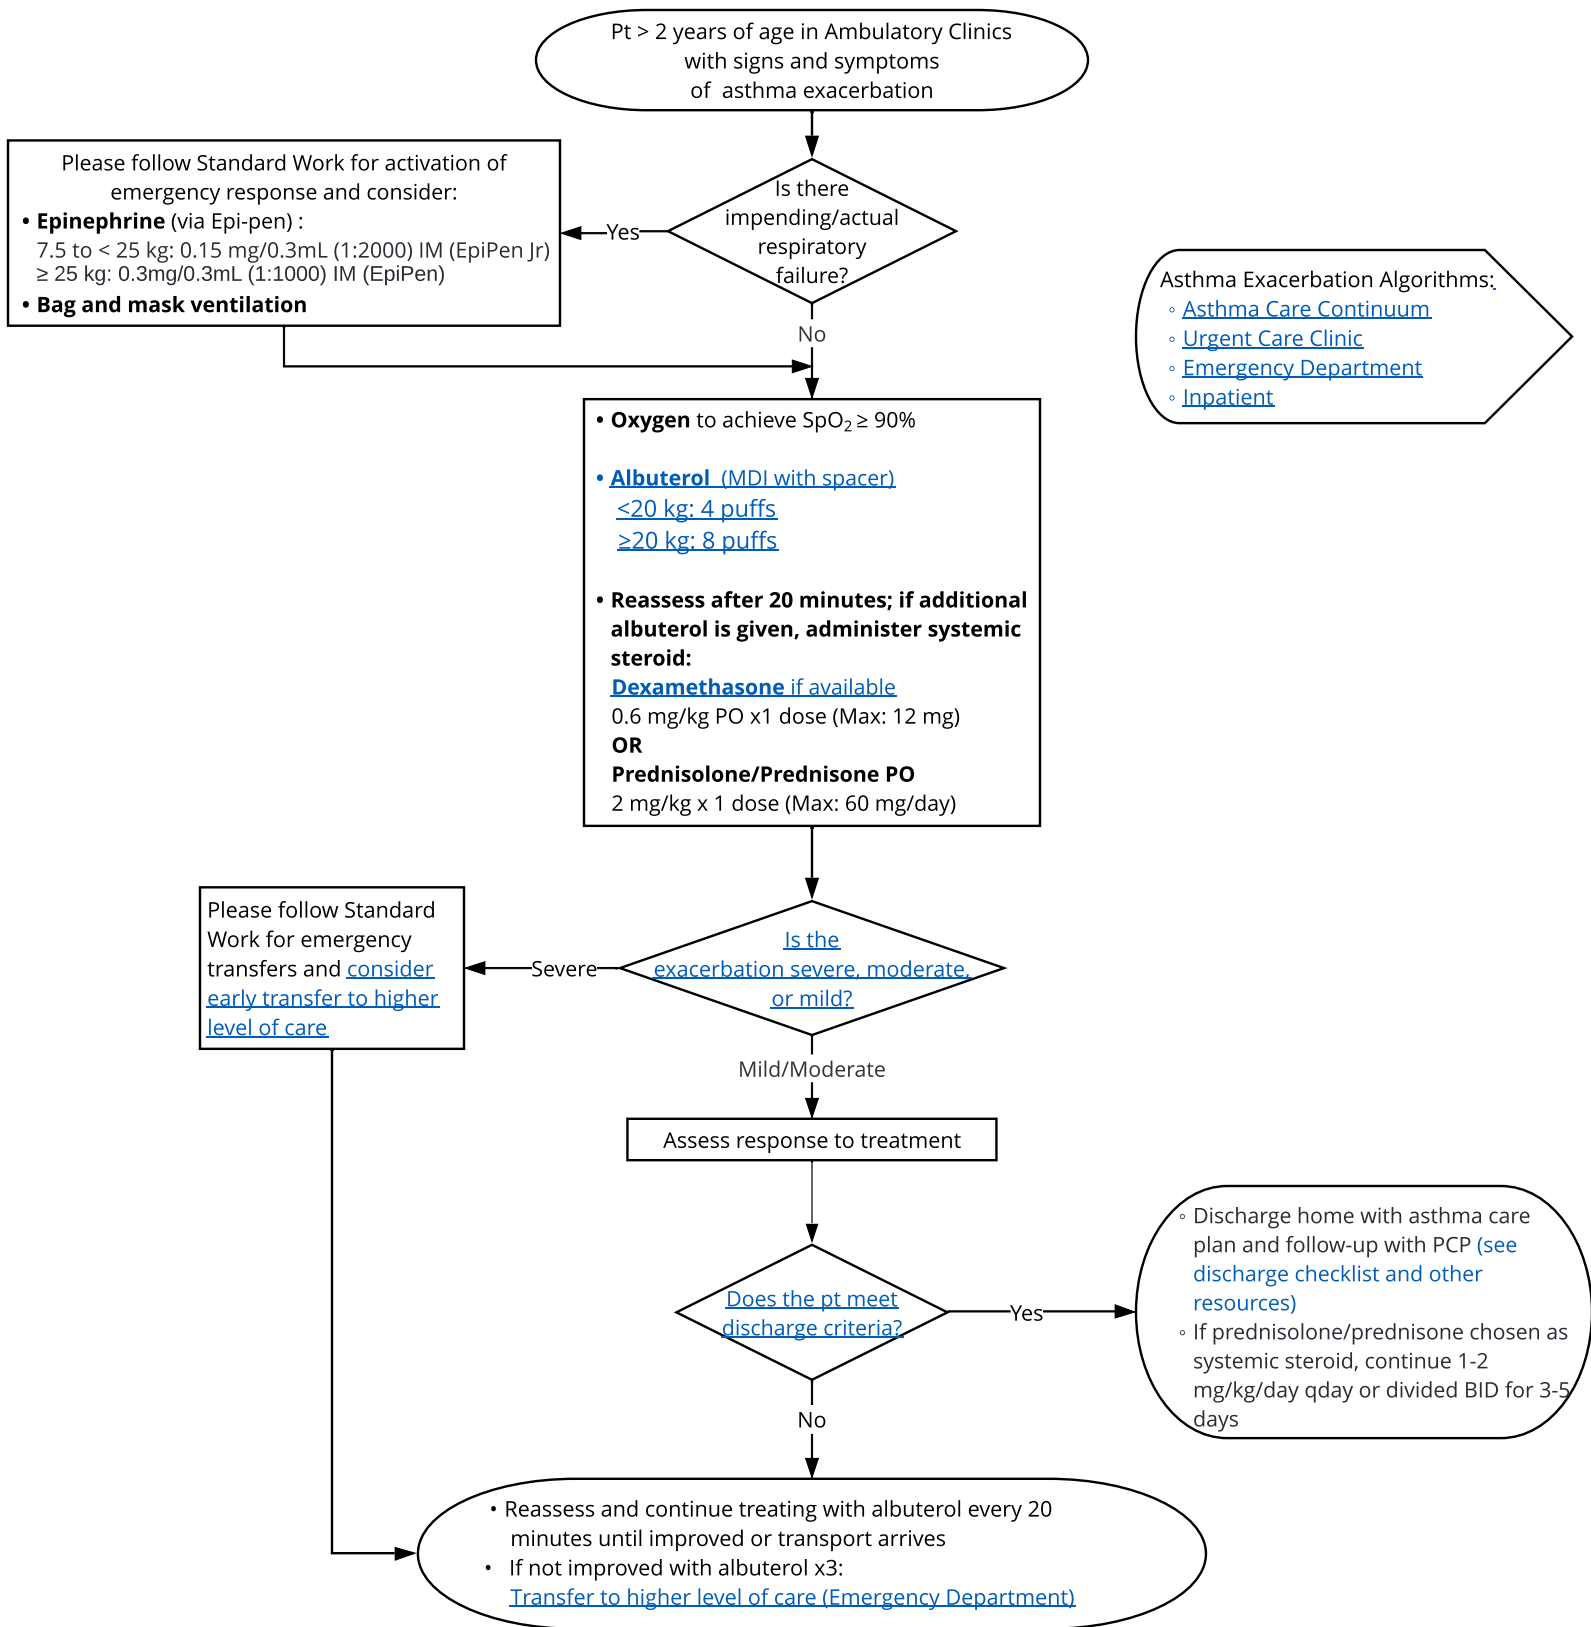 Pt > 2 years of age in Ambulatory Clinics
with signs and symptoms
of  asthma exacerbation
Please follow Standard Work for activation of
emergency response and consider:
• Epinephrine (via Epi-pen) :
7.5 to < 25 kg: 0.15 mg/0.3mL (1:2000) IM (EpiPen Jr)
≥ 25 kg: 0.3mg/0.3mL (1:1000) IM (EpiPen)
• Bag and mask ventilation
Yes
Is there
impending/actual
respiratory
failure?
No
Asthma Exacerbation Algorithms:
◦ Asthma Care Continuum
◦ Urgent Care Clinic
◦ Emergency Department
◦ Inpatient
• Oxygen to achieve SpO₂ ≥ 90%
• Albuterol  (MDI with spacer)
<20 kg: 4 puffs
≥20 kg: 8 puffs
• Reassess after 20 minutes; if additional
albuterol is given, administer systemic
steroid:
Dexamethasone if available
0.6 mg/kg PO x1 dose (Max: 12 mg)
OR
Prednisolone/Prednisone PO
2 mg/kg x 1 dose (Max: 60 mg/day)
Please follow Standard
Work for emergency
transfers and consider
early transfer to higher
level of care
Severe
Is the
exacerbation severe, moderate,
or mild?
Mild/Moderate
Assess response to treatment
Does the pt meet
discharge criteria?
Yes
◦ Discharge home with asthma care
plan and follow-up with PCP (see
discharge checklist and other
resources)
◦ If prednisolone/prednisone chosen as
systemic steroid, continue 1-2
mg/kg/day qday or divided BID for 3-5
days
No
• Reassess and continue treating with albuterol every 20
minutes until improved or transport arrives
• If not improved with albuterol x3:
Transfer to higher level of care (Emergency Department)